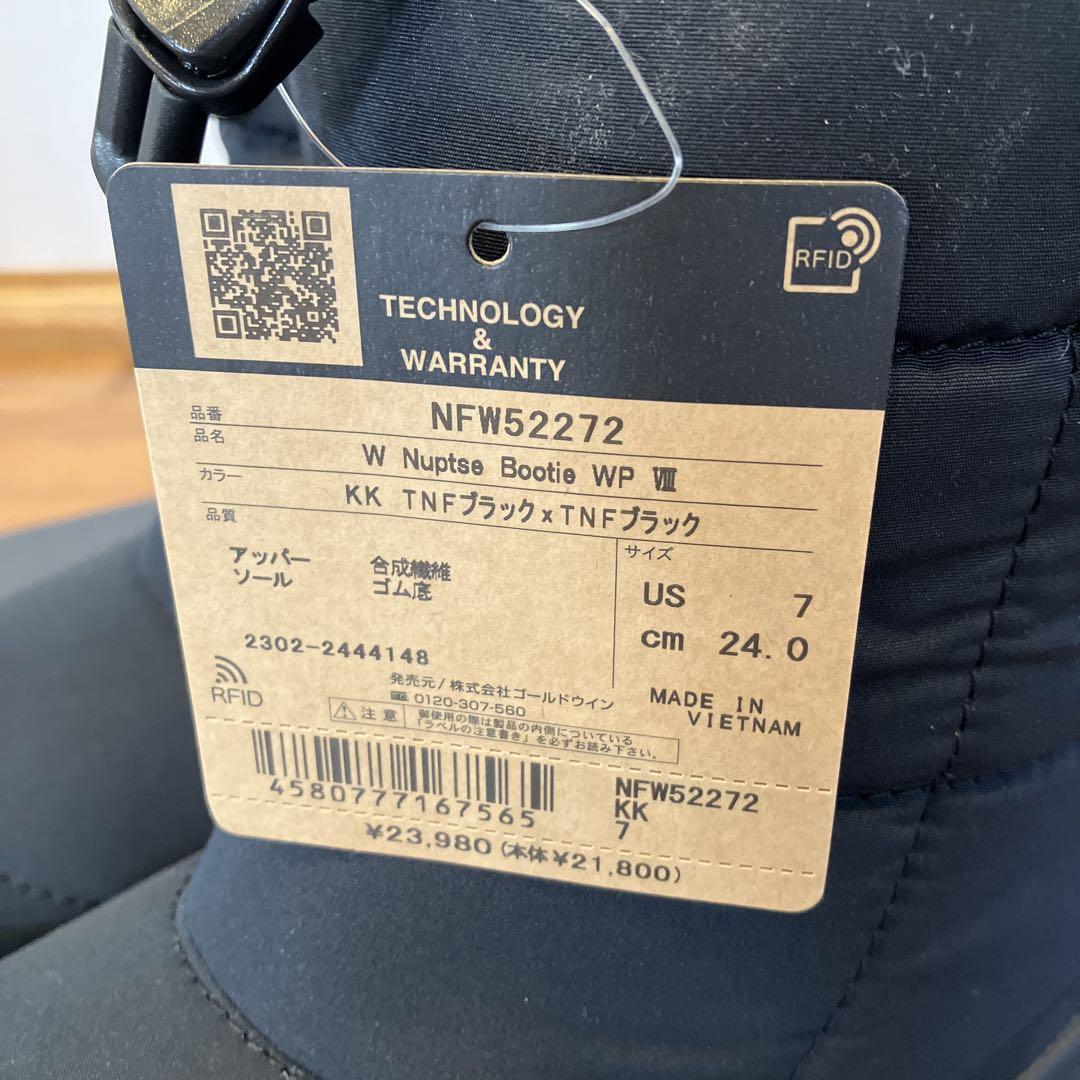 RFID
TECHNOLOGY
&
WARRANTY
品番 NFW52272
品名 W Nuptse Bootie WP Ⅷ
カラー KK TNFブラックxTNFブラック
品質
アッパー 合成繊維
ソール ゴム底
サイズ
US 7
cm 24.0
2302-2444148
RFID
発売元/株式会社ゴールドウイン
0120-307-560
MADE IN
VIETNAM
注意
御使用の際は製品の内側についている
「ラベルの注意書き」を必ずお読み下さい。
4580777167565
NFW52272
KK
7
¥23,980(本体¥21,800)